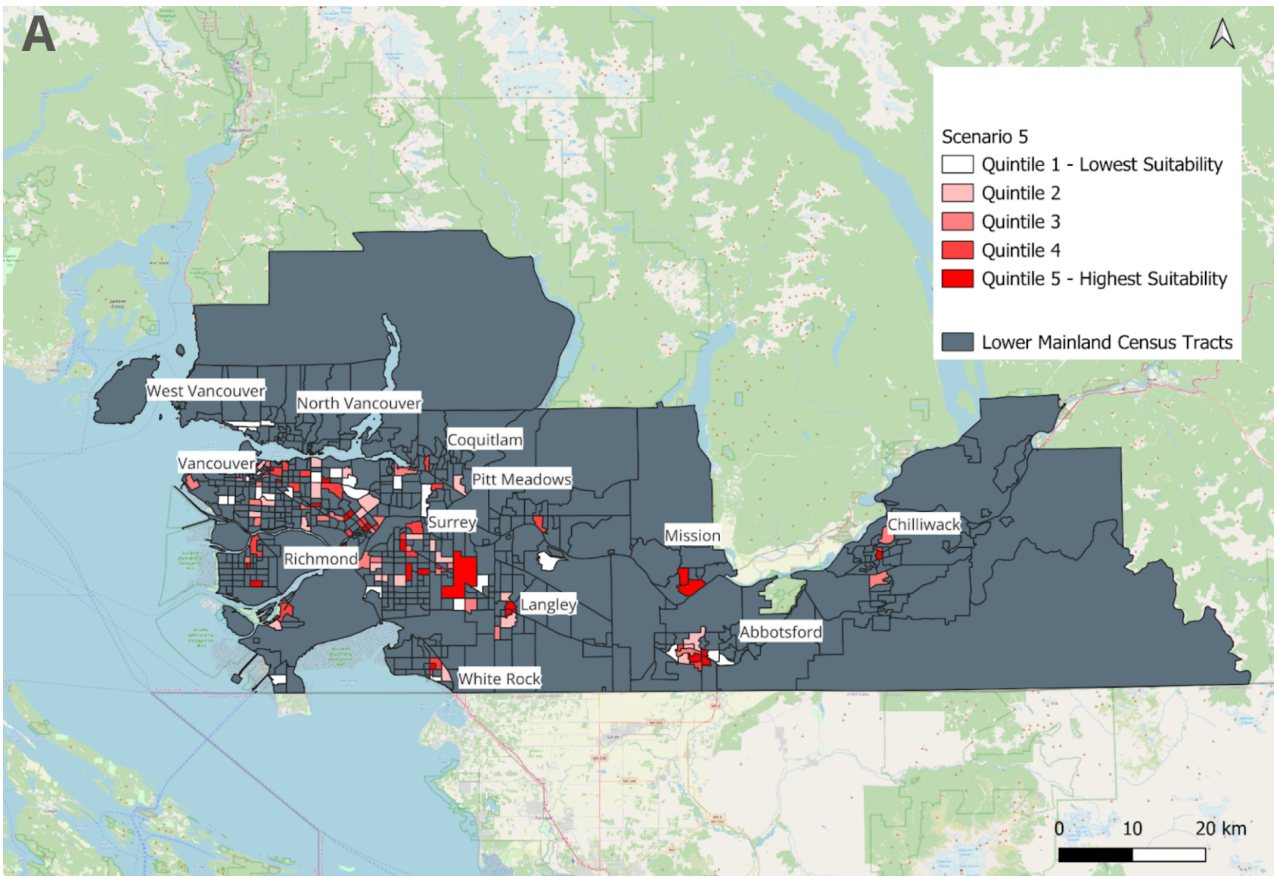 A
Scenario 5
Quintile 1 - Lowest Suitability
Quintile 2
Quintile 3
Quintile 4
Quintile 5 - Highest Suitability
Lower Mainland Census Tracts
West Vancouver
North Vancouver
Coquitlam
Vancouver
Pitt Meadows
Surrey
Chilliwack
Mission
Richmond
Langley
Abbotsford
White Rock
0 10 20 km